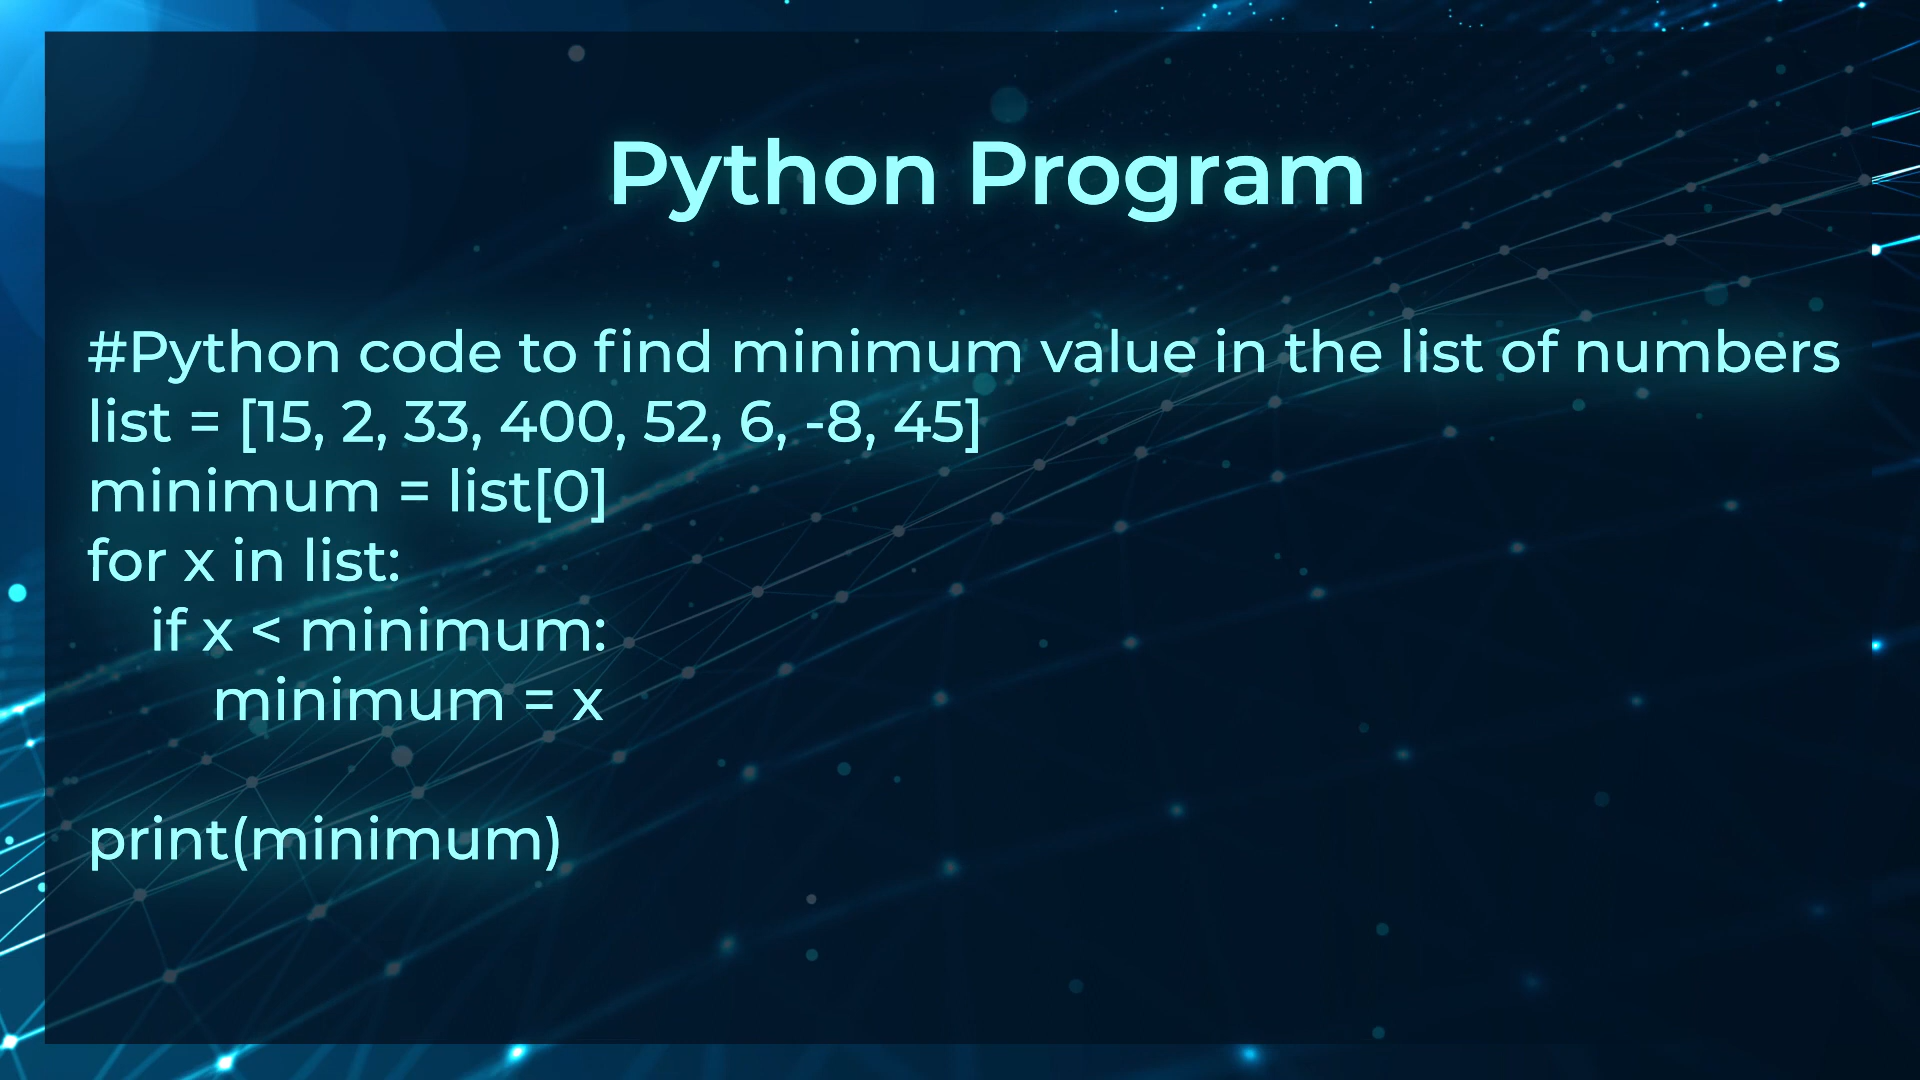 Python Program
#Python code to find minimum value in the list of numbers
list = [15, 2, 33, 400, 52, 6, -8, 45]
minimum = list[0]
for x in list:
    if x < minimum:
        minimum = x
print(minimum)